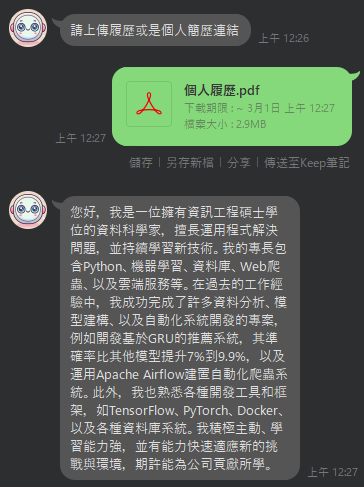 請上傳履歷或是個人簡歷連結
上午 12:26
個人履歷.pdf
下載期限 : ~ 3月1日 上午 12:27
檔案大小 : 2.9MB
上午 12:27
儲存｜另存新檔｜分享｜傳送至Keep筆記
您好，我是一位擁有資訊工程碩士學
位的資料科學家，擅長運用程式解決
問題，並持續學習新技術。我的專長包
含Python、機器學習、資料庫、Web爬
蟲、以及雲端服務等。在過去的工作經
驗中，我成功完成了許多資料分析、模
型建構、以及自動化系統開發的專案，
例如開發基於GRU的推薦系統，其準
確率比其他模型提升7%到9.9%，以及
運用Apache Airflow建置自動化爬蟲系
統。此外，我也熟悉各種開發工具和框
架，如TensorFlow、PyTorch、Docker、
以及各種資料庫系統。我積極主動、學
習能力強，並有能力快速適應新的挑
戰與環境，期許能為公司貢獻所學。
上午 12:27